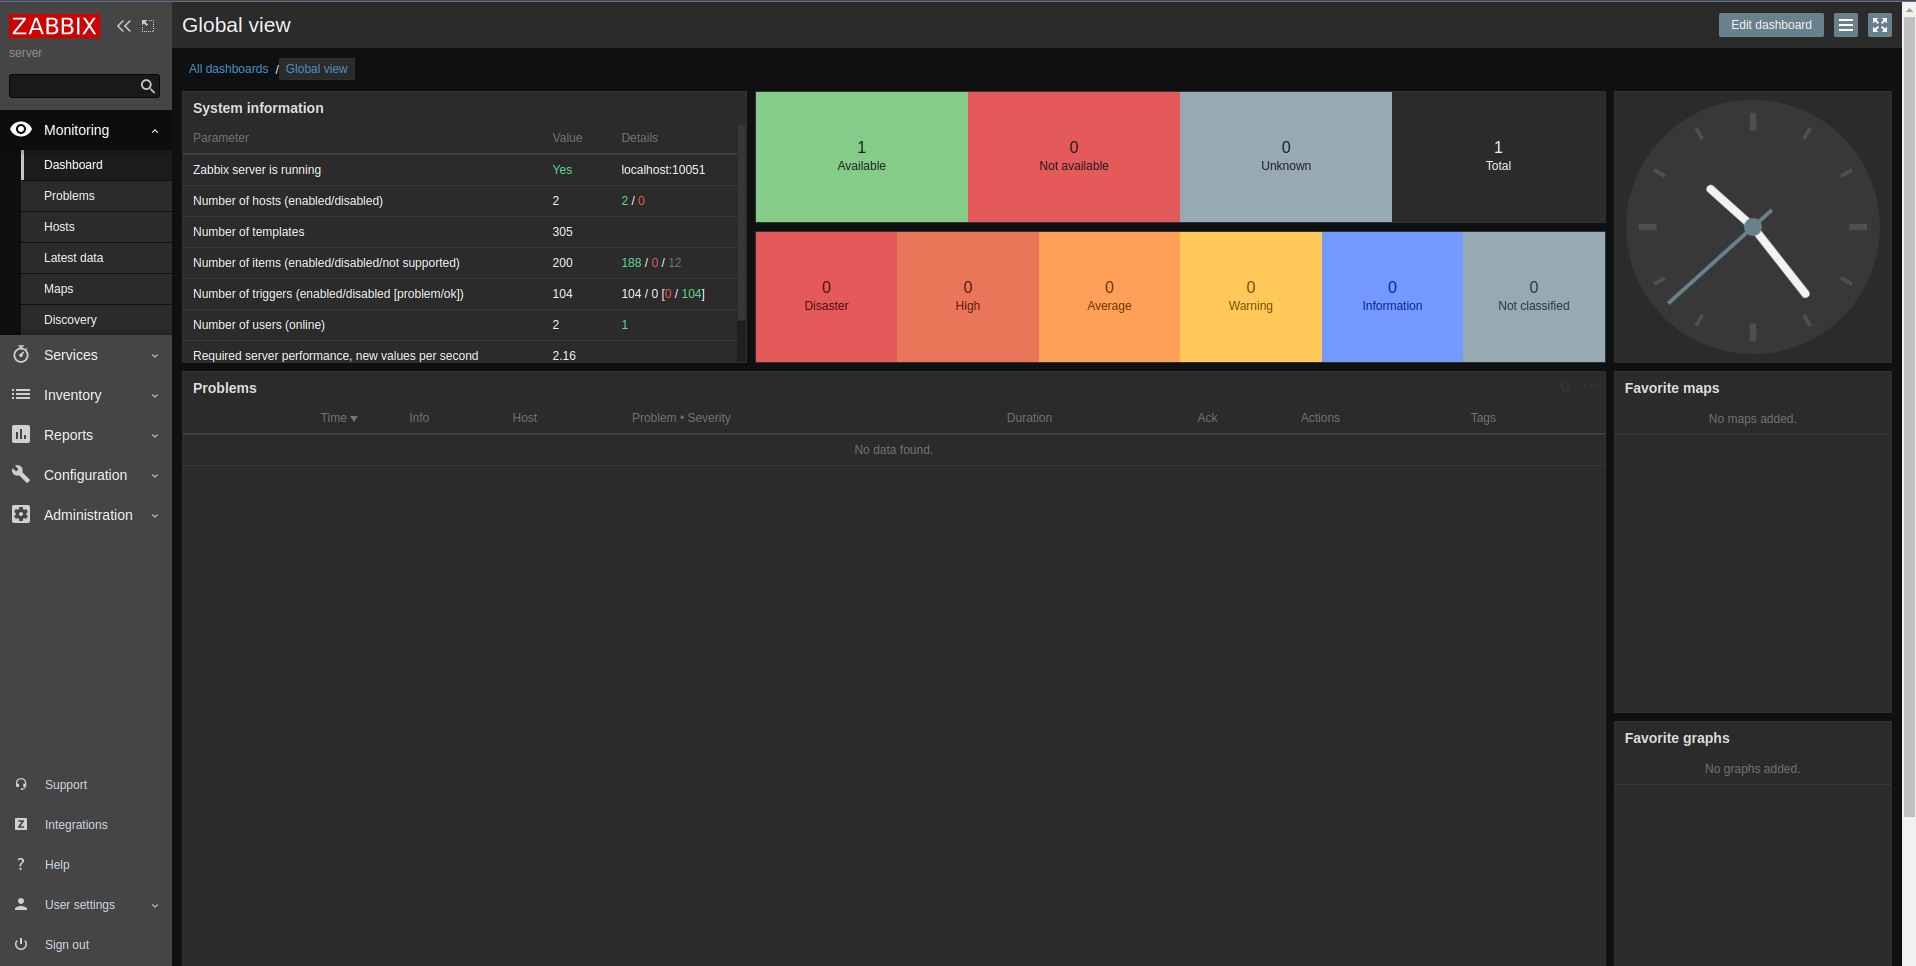 ZABBIX
server
Monitoring
Dashboard
Problems
Hosts
Latest data
Maps
Discovery
Services
Inventory
Reports
Configuration
Administration
Support
Integrations
Help
User settings
Sign out
Global view
Edit dashboard
All dashboards / Global view
System information
Parameter Value Details
Zabbix server is running Yes localhost:10051
Number of hosts (enabled/disabled) 2 2 / 0
Number of templates 305
Number of items (enabled/disabled/not supported) 200 188 / 0 / 12
Number of triggers (enabled/disabled [problem/ok]) 104 104 / 0 [0 / 104]
Number of users (online) 2 1
Required server performance, new values per second 2.16
1 0 0 1
Available Not available Unknown Total
0 0 0 0 0 0
Disaster High Average Warning Information Not classified
Problems
Time Info Host Problem • Severity Duration Ack Actions Tags
No data found.
Favorite maps
No maps added.
Favorite graphs
No graphs added.